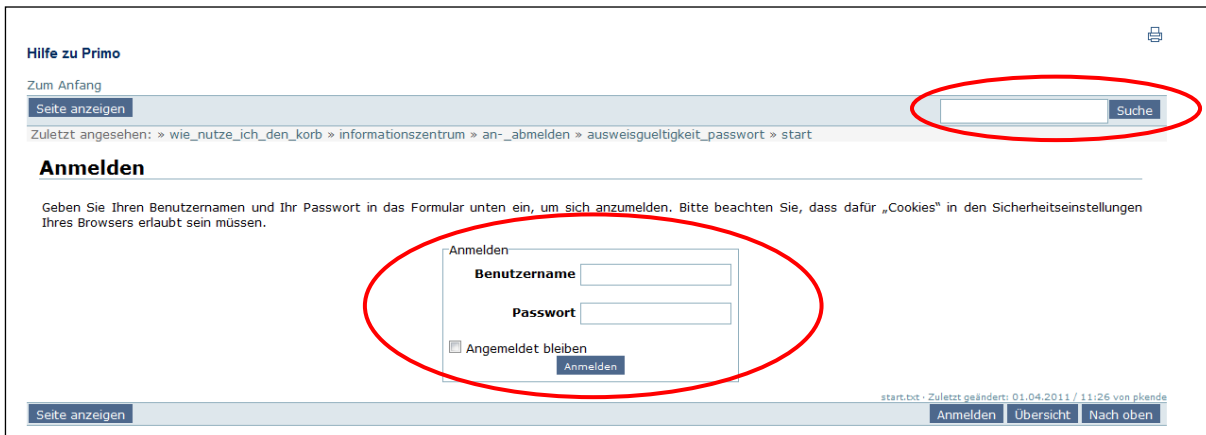 Hilfe zu Primo
Zum Anfang
Seite anzeigen Suche
Zuletzt angesehen: » wie_nutze_ich_den_korb » informationszentrum » an-_abmelden » ausweisgueltigkeit_passwort » start
Anmelden
Geben Sie Ihren Benutzernamen und Ihr Passwort in das Formular unten ein, um sich anzumelden. Bitte beachten Sie, dass dafür „Cookies“ in den Sicherheitseinstellungen
Ihres Browsers erlaubt sein müssen.
Anmelden
Benutzername
Passwort
Angemeldet bleiben
Anmelden
start.txt · Zuletzt geändert: 01.04.2011 / 11:26 von pkende
Seite anzeigen Anmelden Übersicht Nach oben